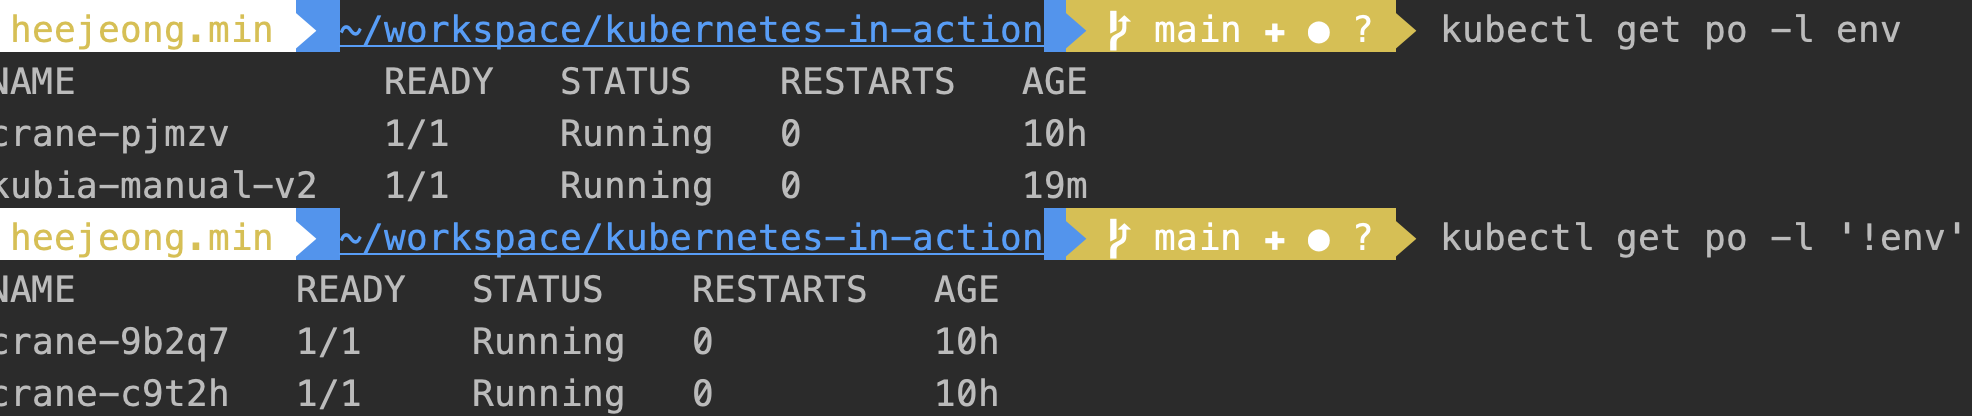 heejeong.min ~/workspace/kubernetes-in-action main + ● ? kubectl get po -l env
NAME READY STATUS RESTARTS AGE
crane-pjmzv 1/1 Running 0 10h
kubia-manual-v2 1/1 Running 0 19m
heejeong.min ~/workspace/kubernetes-in-action main + ● ? kubectl get po -l '!env'
NAME READY STATUS RESTARTS AGE
crane-9b2q7 1/1 Running 0 10h
crane-c9t2h 1/1 Running 0 10h